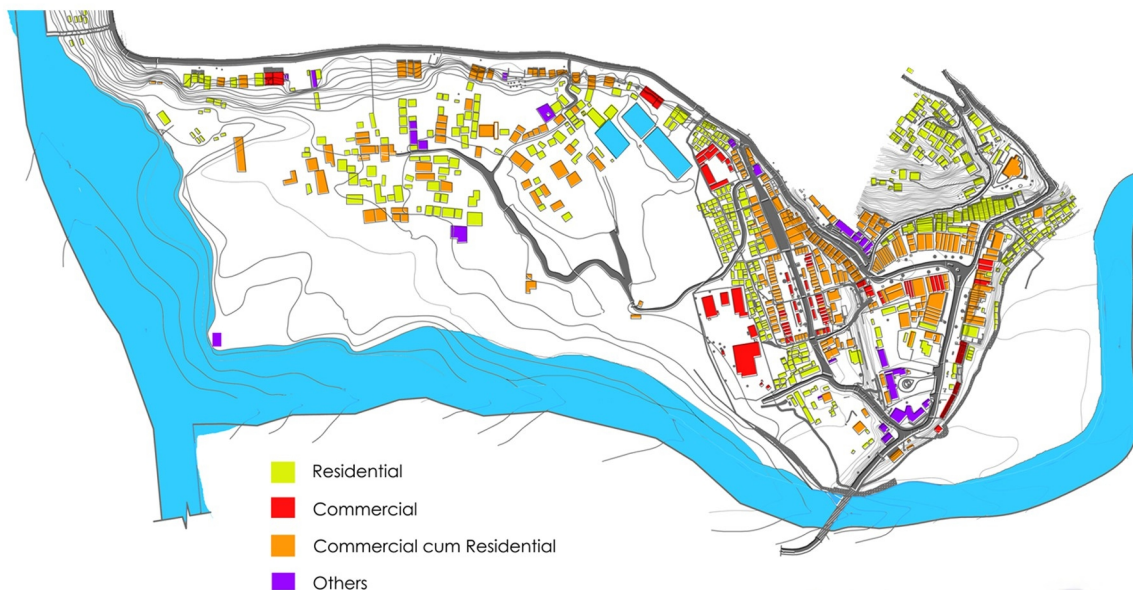 Residential
Commercial
Commercial cum Residential
Others